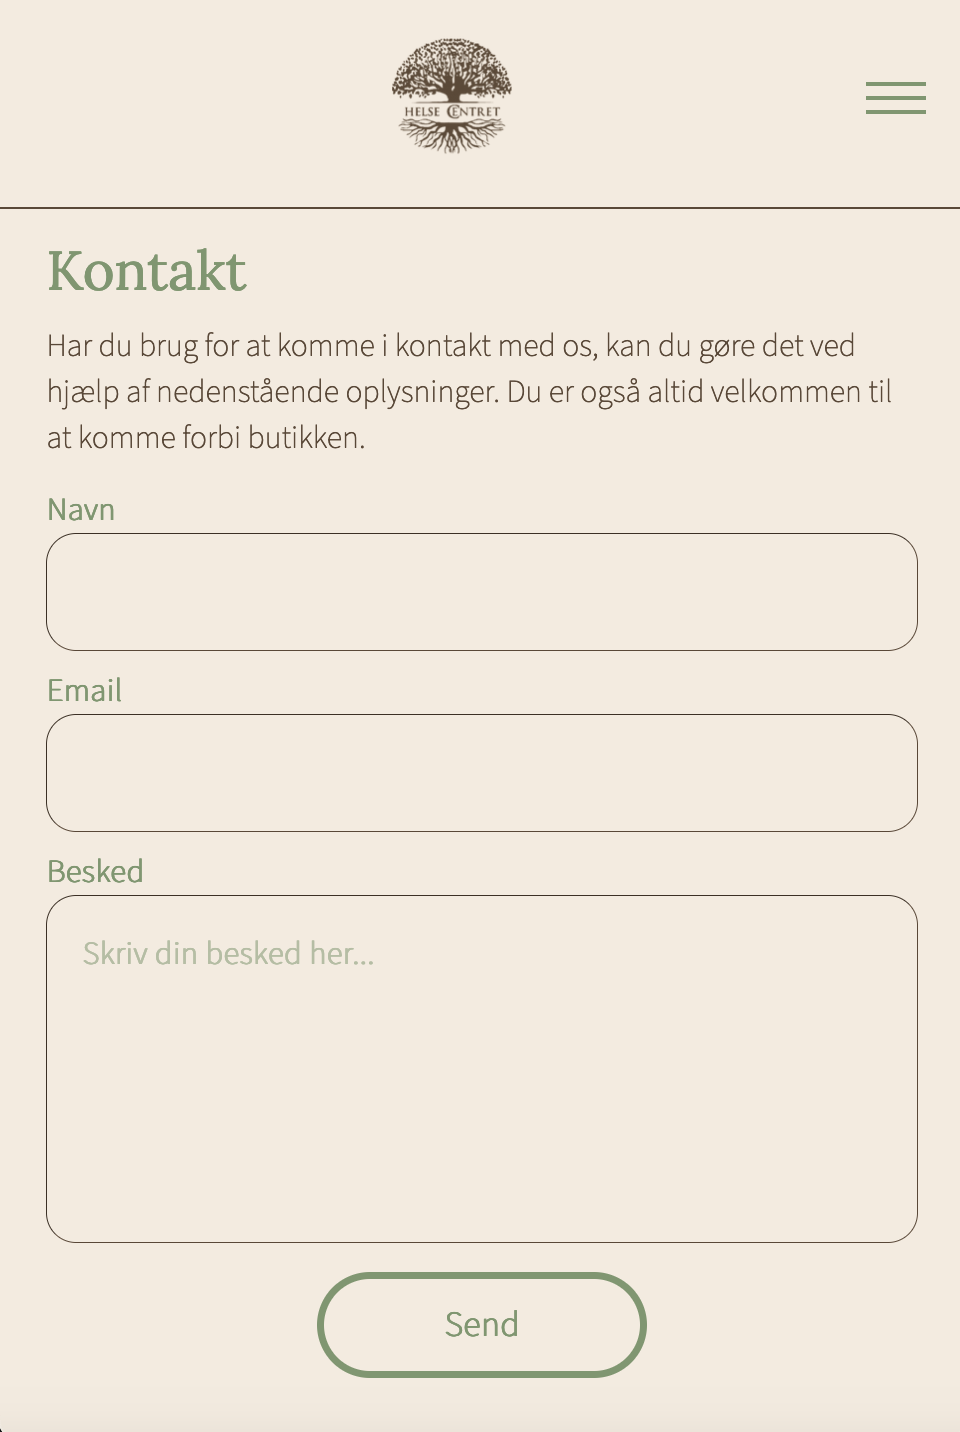 HELSE CENTRET
Kontakt
Har du brug for at komme i kontakt med os, kan du gøre det ved
hjælp af nedenstående oplysninger. Du er også altid velkommen til
at komme forbi butikken.
Navn
Email
Besked
Skriv din besked her...
Send